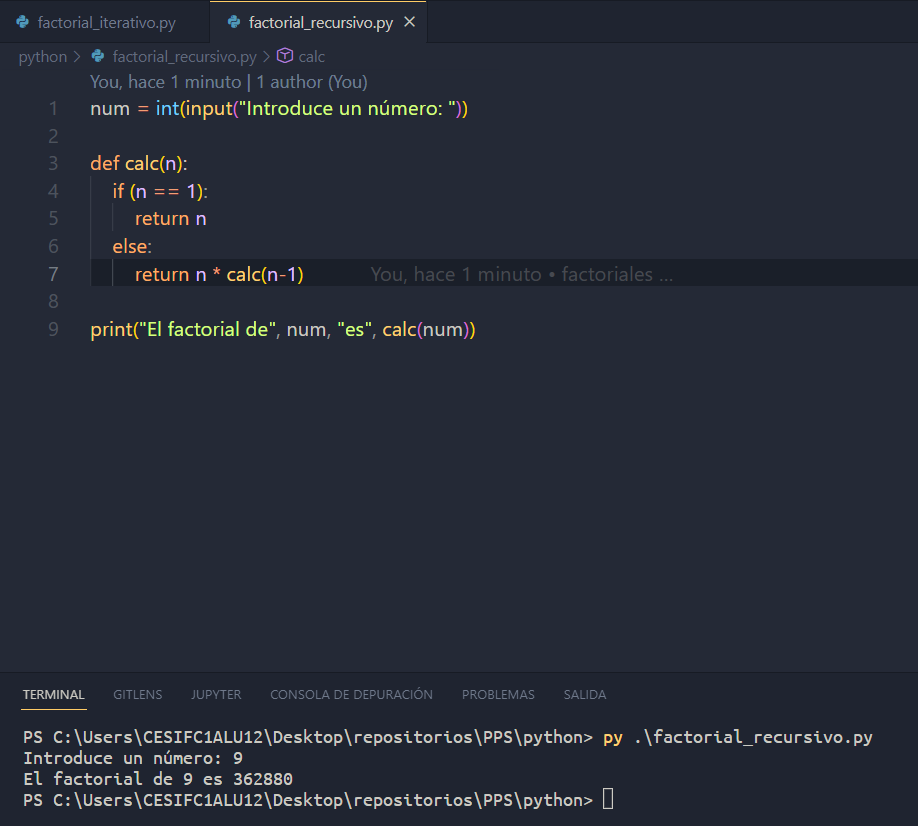 factorial_iterativo.py factorial_recursivo.py
python > factorial_recursivo.py > calc
You, hace 1 minuto | 1 author (You)
1 num = int(input("Introduce un número: "))
2
3 def calc(n):
4 if (n == 1):
5 return n
6 else:
7 return n * calc(n-1) You, hace 1 minuto • factoriales ...
8
9 print("El factorial de", num, "es", calc(num))
TERMINAL GITLENS JUPYTER CONSOLA DE DEPURACIÓN PROBLEMAS SALIDA
PS C:\Users\CESIFC1ALU12\Desktop\repositorios\PPS\python> py .\factorial_recursivo.py
Introduce un número: 9
El factorial de 9 es 362880
PS C:\Users\CESIFC1ALU12\Desktop\repositorios\PPS\python>